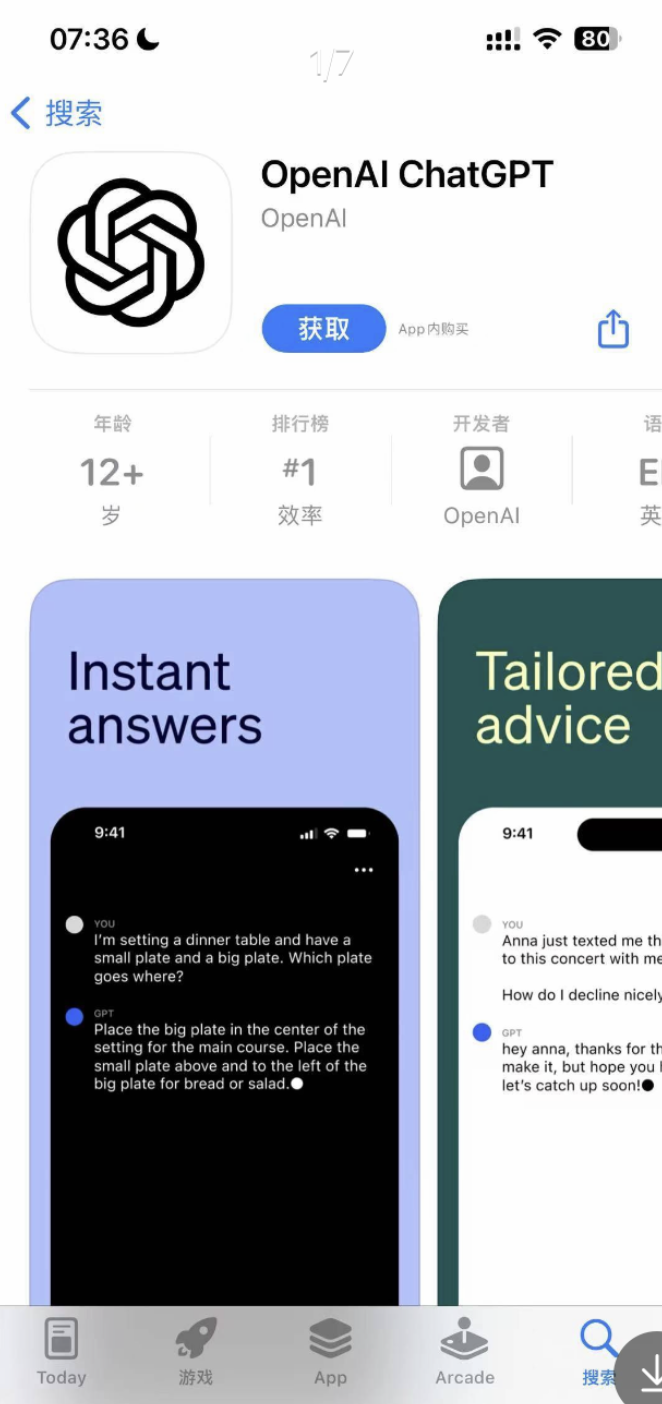 07:36
80
1/7
搜索
OpenAI ChatGPT
OpenAI
获取
App内购买
年龄
12+
岁
排行榜
#1
效率
开发者
OpenAI
语
英
Instant
answers
9:41
YOU
I'm setting a dinner table and have a
small plate and a big plate. Which plate
goes where?
GPT
Place the big plate in the center of the
setting for the main course. Place the
small plate above and to the left of the
big plate for bread or salad.
Tailored
advice
9:41
YOU
Anna just texted me th
to this concert with me
How do I decline nicely
GPT
hey anna, thanks for th
make it, but hope you
let's catch up soon!
Today
游戏
App
Arcade
搜索